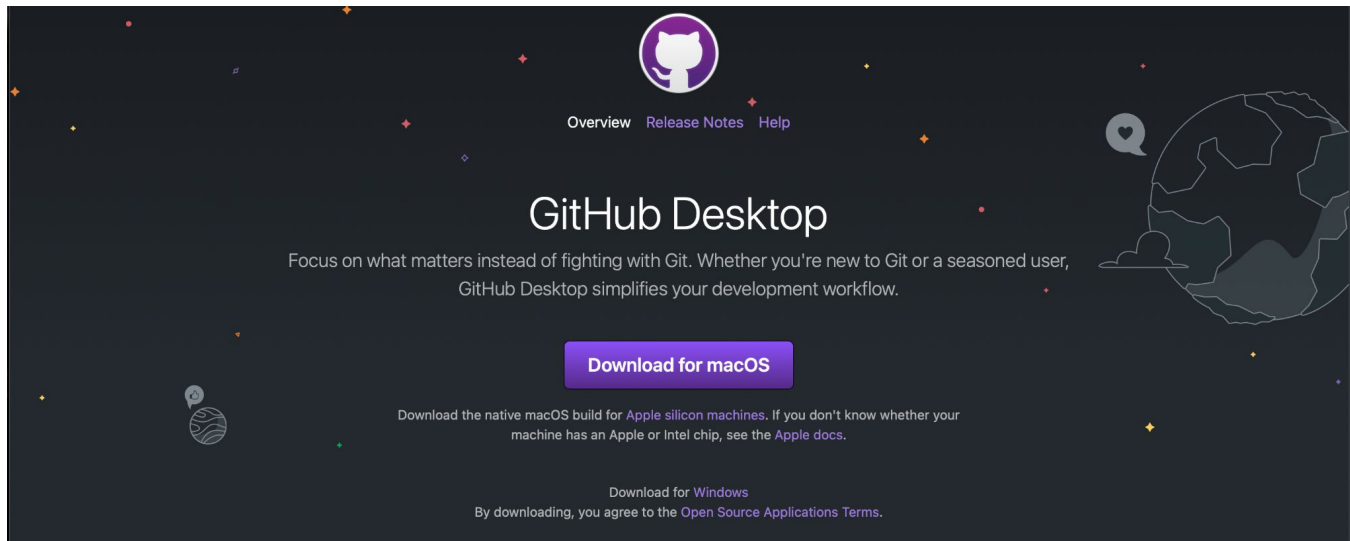 Overview Release Notes Help
GitHub Desktop
Focus on what matters instead of fighting with Git. Whether you're new to Git or a seasoned user,
GitHub Desktop simplifies your development workflow.
Download for macOS
Download the native macOS build for Apple silicon machines. If you don't know whether your
machine has an Apple or Intel chip, see the Apple docs.
Download for Windows
By downloading, you agree to the Open Source Applications Terms.